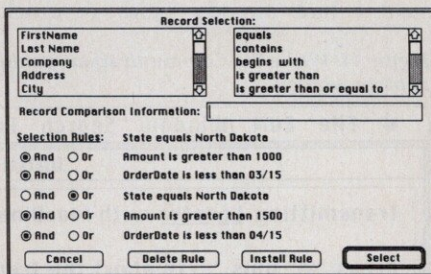 Record Selection:
FirstName
Last Name
Company
Address
City
equals
contains
begins with
is greater than
is greater than or equal to
Record Comparison Information:
Selection Rules: State equals North Dakota
And Or Amount is greater than 1000
And Or OrderDate is less than 03/15
And Or State equals North Dakota
And Or Amount is greater than 1500
And Or OrderDate is less than 04/15
Cancel Delete Rule Install Rule Select